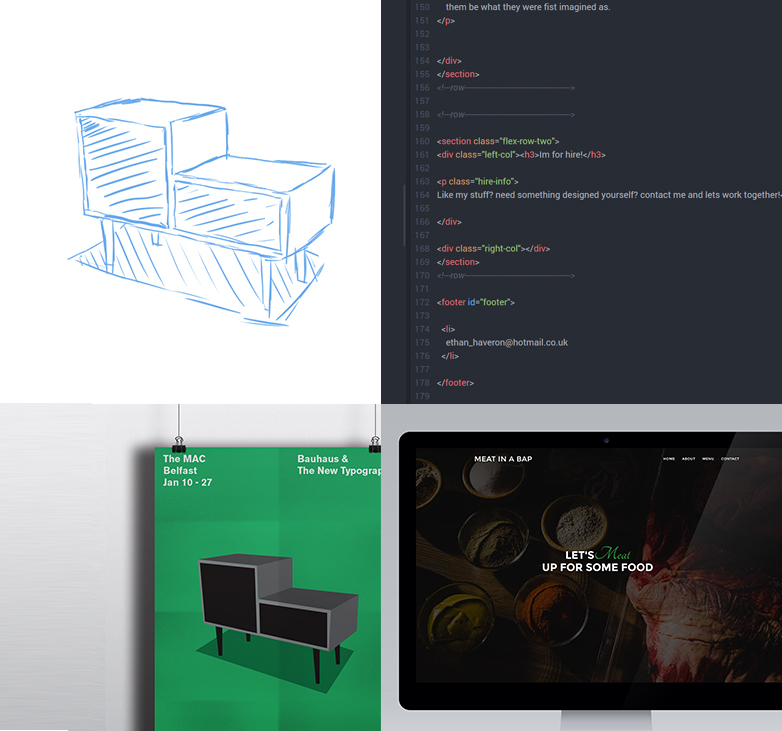 150 them be what they were fist imagined as.
151 </p>
152
153
154 </div>
155 </section>
156 <!--row---------------------------------------->
157
158 <!--row---------------------------------------->
159
160 <section class="flex-row-two">
161 <div class="left-col"><h3>Im for hire!</h3>
162
163 <p class="hire-info">
164 Like my stuff? need something designed yourself? contact me and lets work together!
165
166 </div>
167
168 <div class="right-col"></div>
169 </section>
170 <!--row---------------------------------------->
171
172 <footer id="footer">
173
174 <li>
175 ethan_haveron@hotmail.co.uk
176 </li>
177
178 </footer>
179
The MAC
Belfast
Jan 10 - 27
Bauhaus &
The New Typograp
MEAT IN A BAP
HOME ABOUT MENU CONTACT
LET'S Meat
UP FOR SOME FOOD